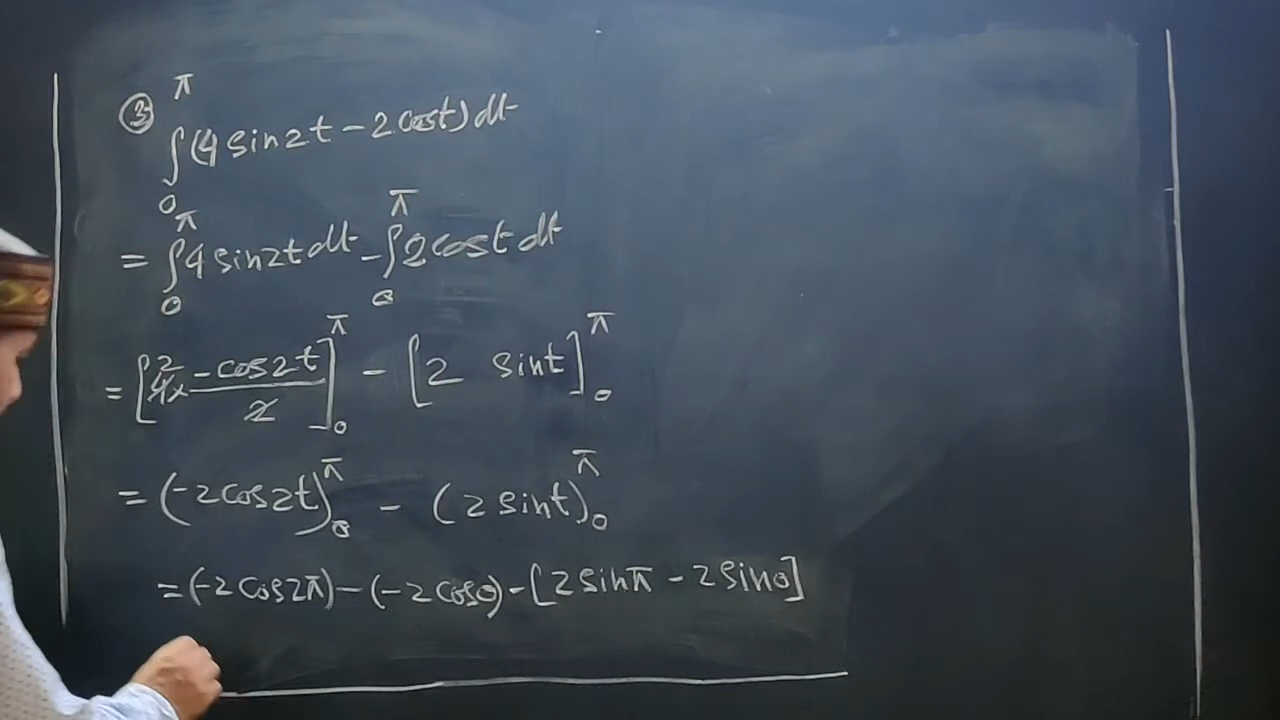 ③ ∫₀^π (4 sin2t − 2 cost) dt
= ∫₀^π 4 sin2t dt − ∫₀^π 2 cost dt
= [4̶ ² x −cos2t / 2̶]₀^π − [2 sint]₀^π
= (−2cos2t)₀^π − (2 sint)₀^π
= (−2 cos2π) − (−2 cos0) − [2 sinπ − 2 sin0]